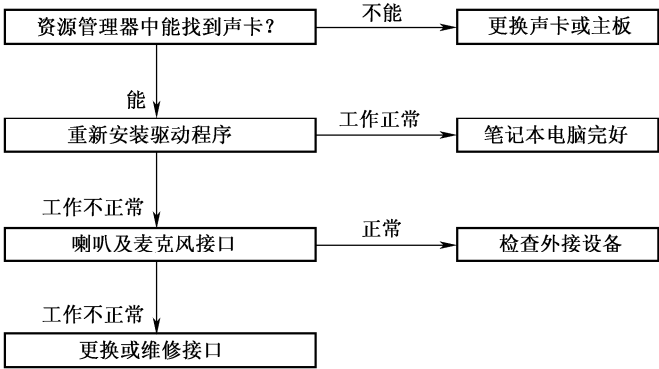 资源管理器中能找到声卡？
不能
更换声卡或主板
能
重新安装驱动程序
工作正常
笔记本电脑完好
工作不正常
喇叭及麦克风接口
正常
检查外接设备
工作不正常
更换或维修接口